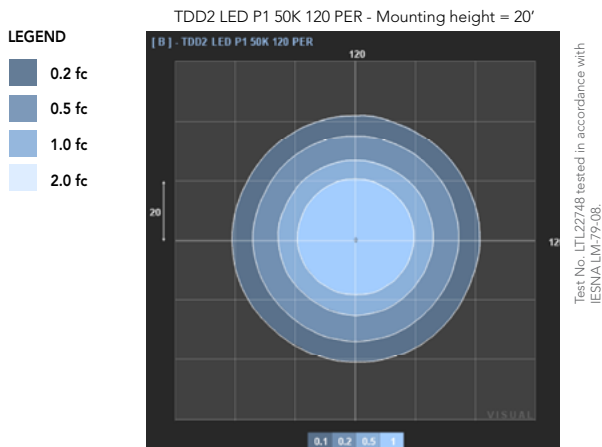 TDD2 LED P1 50K 120 PER - Mounting height = 20’
LEGEND
0.2 fc
0.5 fc
1.0 fc
2.0 fc
[ B ] - TDD2 LED P1 50K 120 PER
120
20
12
VISUAL
0.1 0.2 0.5 1
Test No. LTL22748 tested in accordance with
IESNA LM-79-08.